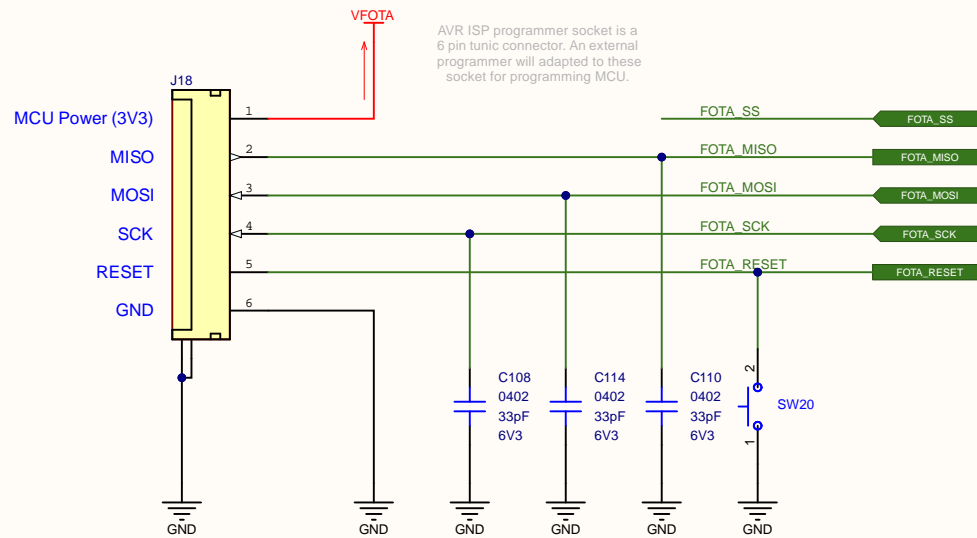 VFOTA
AVR ISP programmer socket is a
6 pin tunic connector. An external
programmer will adapted to these
socket for programming MCU.
J18
MCU Power (3V3)
1
FOTA_SS
FOTA_SS
MISO
2
FOTA_MISO
FOTA_MISO
MOSI
3
FOTA_MOSI
FOTA_MOSI
SCK
4
FOTA_SCK
FOTA_SCK
RESET
5
FOTA_RESET
FOTA_RESET
GND
6
C108
0402
33pF
6V3
C114
0402
33pF
6V3
C110
0402
33pF
6V3
2
SW20
1
GND
GND
GND
GND
GND
GND